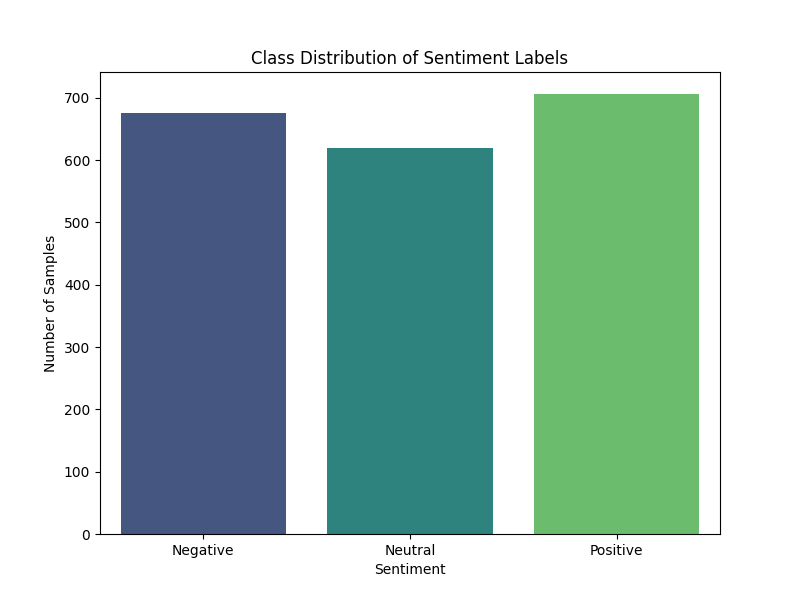 Class Distribution of Sentiment Labels
Number of Samples
700
600
500
400
300
200
100
0
Negative
Neutral
Positive
Sentiment